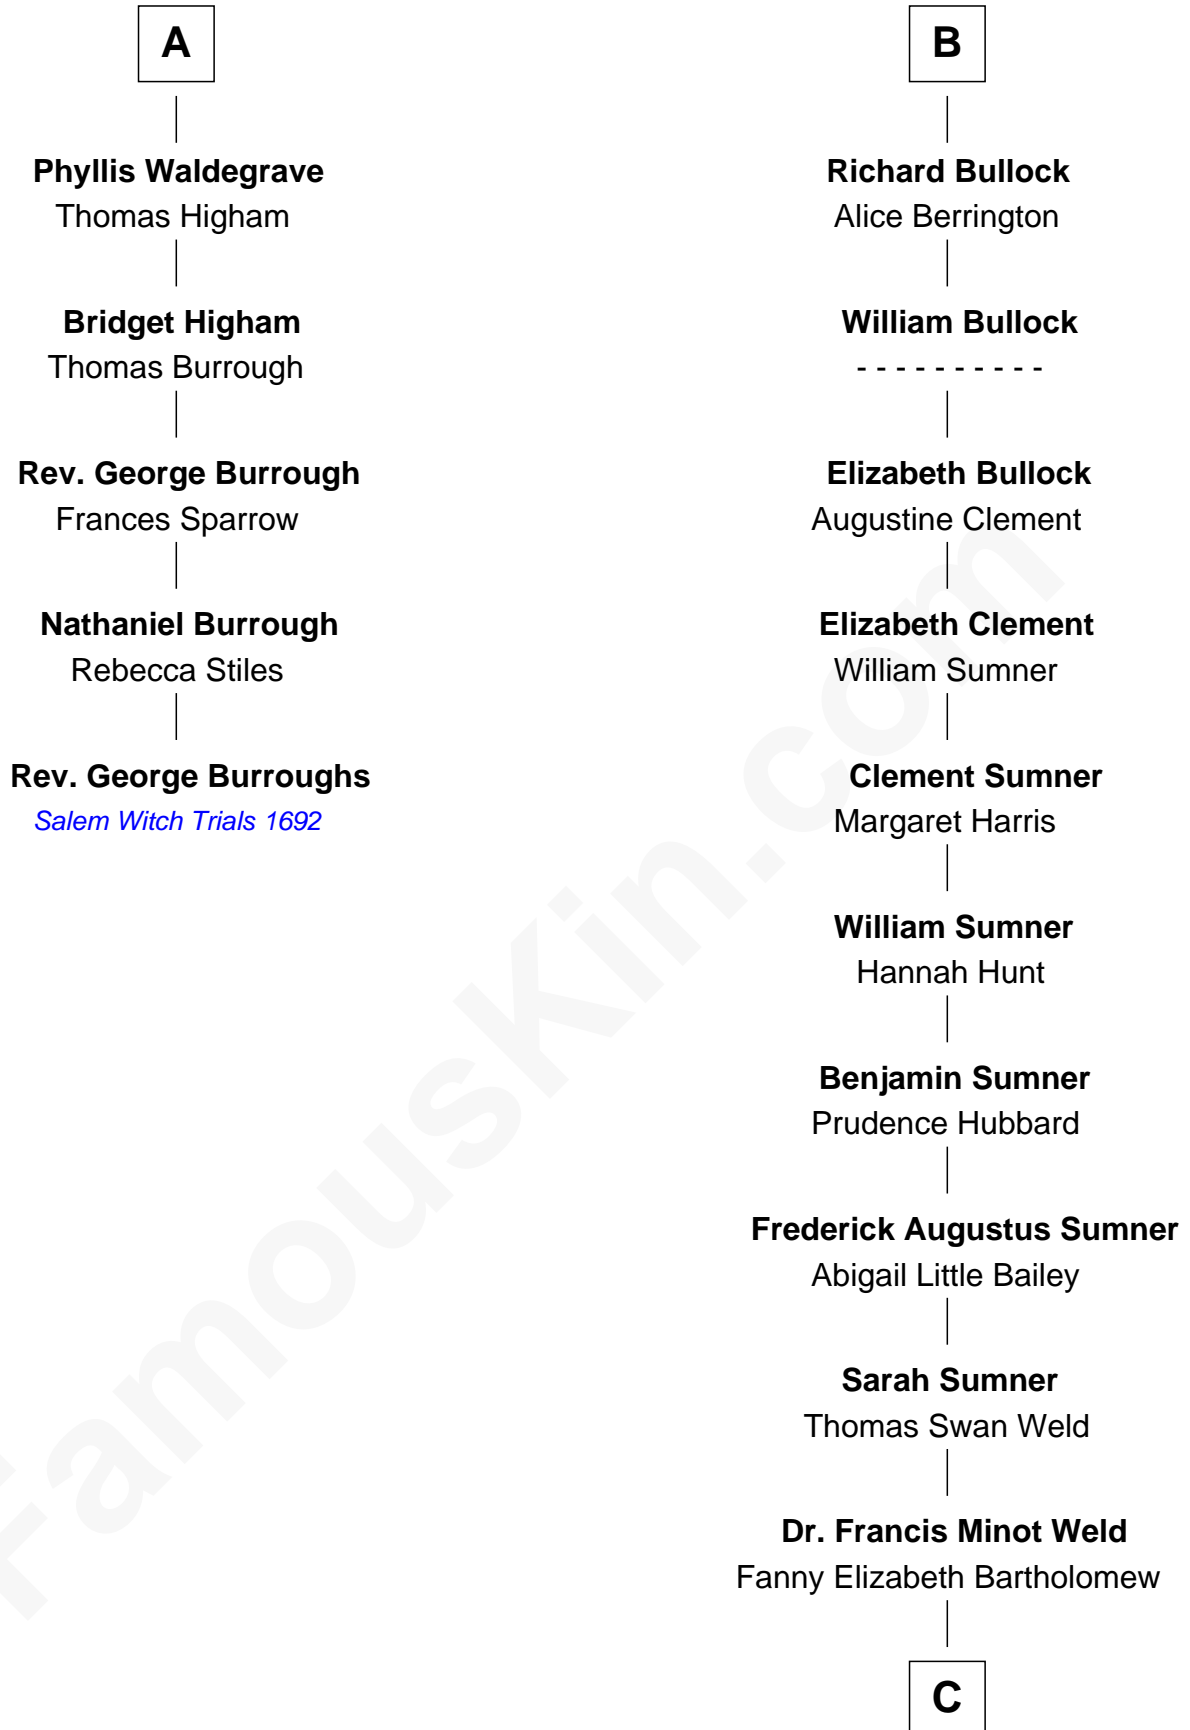 A
Phyllis Waldegrave
Thomas Higham
Bridget Higham
Thomas Burrough
Rev. George Burrough
Frances Sparrow
Nathaniel Burrough
Rebecca Stiles
Rev. George Burroughs
Salem Witch Trials 1692
B
Richard Bullock
Alice Berrington
William Bullock
- - - - - - - - - -
Elizabeth Bullock
Augustine Clement
Elizabeth Clement
William Sumner
Clement Sumner
Margaret Harris
William Sumner
Hannah Hunt
Benjamin Sumner
Prudence Hubbard
Frederick Augustus Sumner
Abigail Little Bailey
Sarah Sumner
Thomas Swan Weld
Dr. Francis Minot Weld
Fanny Elizabeth Bartholomew
C
FamousKin.com